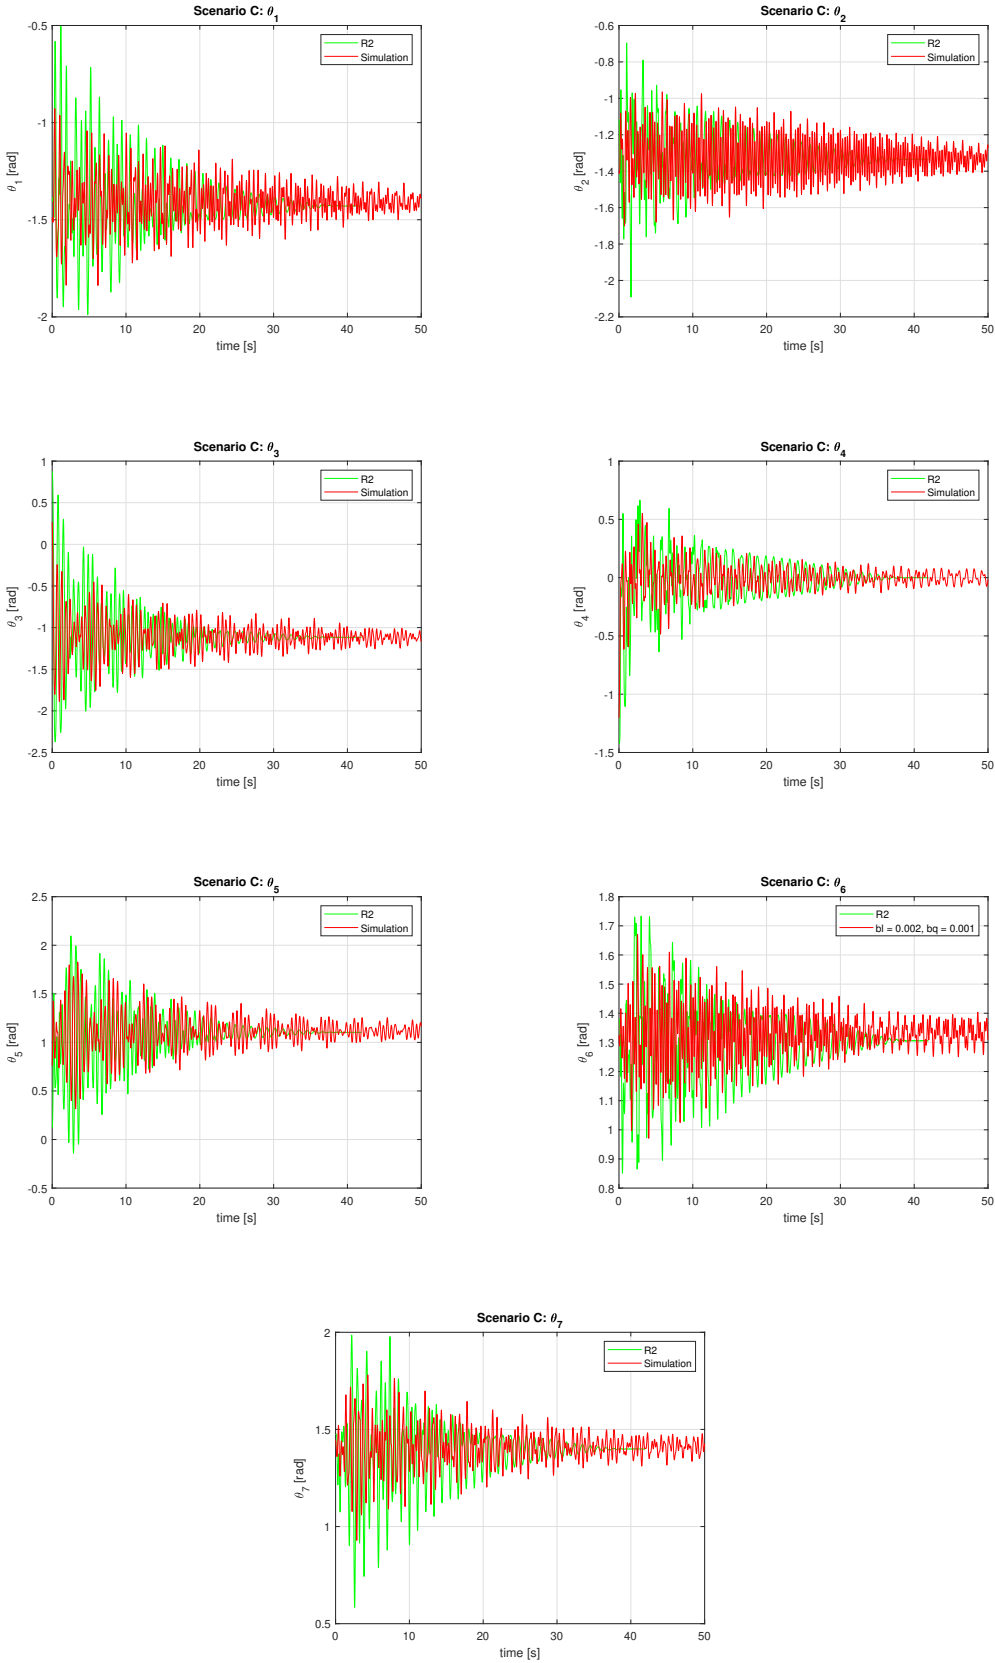 Scenario C: θ1
-0.5
-1
-1.5
-2
θ1 [rad]
0 10 20 30 40 50
time [s]
R2
Simulation
Scenario C: θ2
-0.6
-0.8
-1
-1.2
-1.4
-1.6
-1.8
-2
-2.2
θ2 [rad]
0 10 20 30 40 50
time [s]
R2
Simulation
Scenario C: θ3
1
0.5
0
-0.5
-1
-1.5
-2
-2.5
θ3 [rad]
0 10 20 30 40 50
time [s]
R2
Simulation
Scenario C: θ4
1
0.5
0
-0.5
-1
-1.5
θ4 [rad]
0 10 20 30 40 50
time [s]
R2
Simulation
Scenario C: θ5
2.5
2
1.5
1
0.5
0
-0.5
θ5 [rad]
0 10 20 30 40 50
time [s]
R2
Simulation
Scenario C: θ6
1.8
1.7
1.6
1.5
1.4
1.3
1.2
1.1
1
0.9
0.8
θ6 [rad]
0 10 20 30 40 50
time [s]
R2
bl = 0.002, bq = 0.001
Scenario C: θ7
2
1.5
1
0.5
θ7 [rad]
0 10 20 30 40 50
time [s]
R2
Simulation